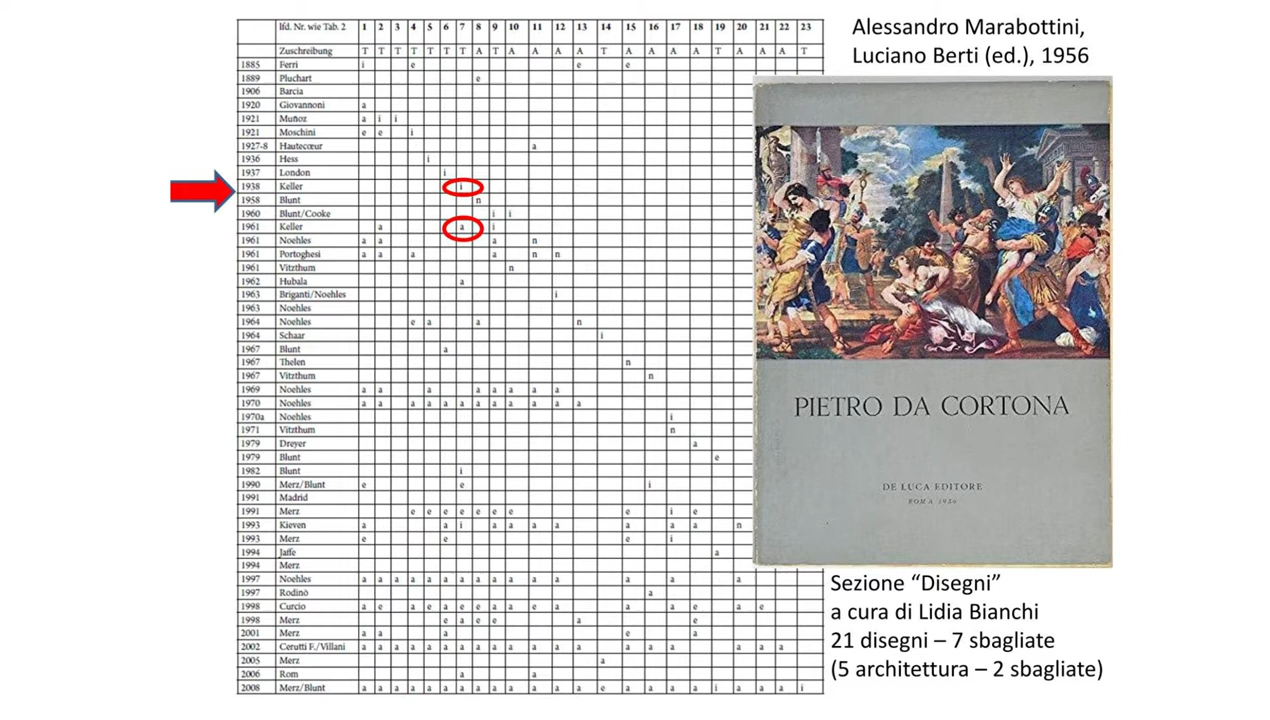 lfd. Nr. wie Tab. 2 1 2 3 4 5 6 7 8 9 10 11 12 13 14 15 16 17 18 19 20 21 22 23
Zuschreibung T T T T T T T A T A A A A T A A A A T A A A T
1885 Ferri i e e e
1889 Pluchart e
1906 Barcia
1920 Giovannoni a
1921 Muñoz a i i
1921 Moschini e e i
1927-8 Hautecœur a
1936 Hess i
1937 London i
1938 Keller i
1958 Blunt n
1960 Blunt/Cooke i i
1961 Keller a a i
1961 Noehles a a a n
1961 Portoghesi a a a a n n
1961 Vitzthum n
1962 Hubala a
1963 Briganti/Noehles i
1963 Noehles
1964 Noehles e a a n
1964 Schaar i
1967 Blunt a
1967 Thelen n
1967 Vitzthum n
1969 Noehles a a a a a a a a
1970 Noehles a a a a a a a a a a a a
1970a Noehles i
1971 Vitzthum n
1979 Dreyer a
1979 Blunt e
1982 Blunt i
1990 Merz/Blunt e e i
1991 Madrid
1991 Merz e e e e e e e e i e
1993 Kieven a a i a a a a a a a n
1993 Merz e e e i
1994 Jaffe a
1994 Merz
1997 Noehles a a a a a a a a a a a a a a a
1997 Rodinò a
1998 Curcio a e a e a e e a a e a a a e a e
1998 Merz e a e e a e
2001 Merz a a a e a
2002 Cerutti F./Villani a a a a a a a a a a a a a a a a a a a
2005 Merz a
2006 Rom a a
2008 Merz/Blunt a a a a a a a a a a a a a e a a a a i a a a i
Alessandro Marabottini,
Luciano Berti (ed.), 1956
PIETRO DA CORTONA
DE LUCA EDITORE
ROMA 1956
Sezione “Disegni”
a cura di Lidia Bianchi
21 disegni – 7 sbagliate
(5 architettura – 2 sbagliate)